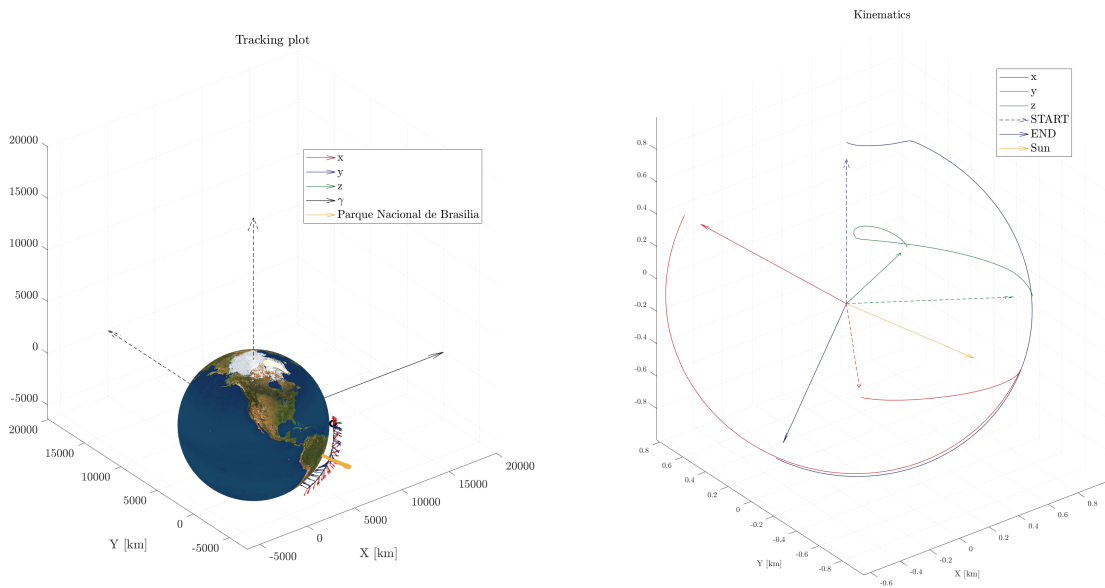 Tracking plot
20000
15000
10000
5000
0
-5000
20000
15000
10000
5000
0
-5000
Y [km]
-5000
0
5000
10000
15000
20000
X [km]
x
y
z
γ
Parque Nacional de Brasilia
Kinematics
0.8
0.6
0.4
0.2
0
-0.2
-0.4
-0.6
-0.8
0.8
0.6
0.4
0.2
0
-0.2
-0.4
-0.6
-0.8
Y [km]
-0.6
-0.4
-0.2
0
0.2
0.4
0.6
0.8
X [km]
x
y
z
START
END
Sun